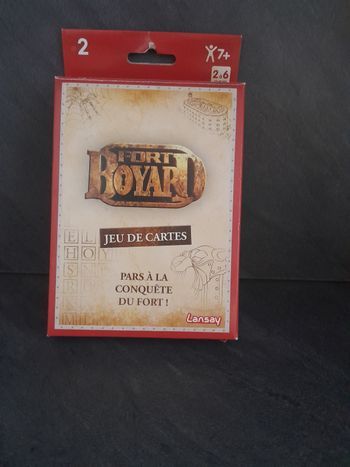 2
7+
2 à 6
FORT
BOYARD
JEU DE CARTES
PARS À LA
CONQUÊTE
DU FORT !
Lansay